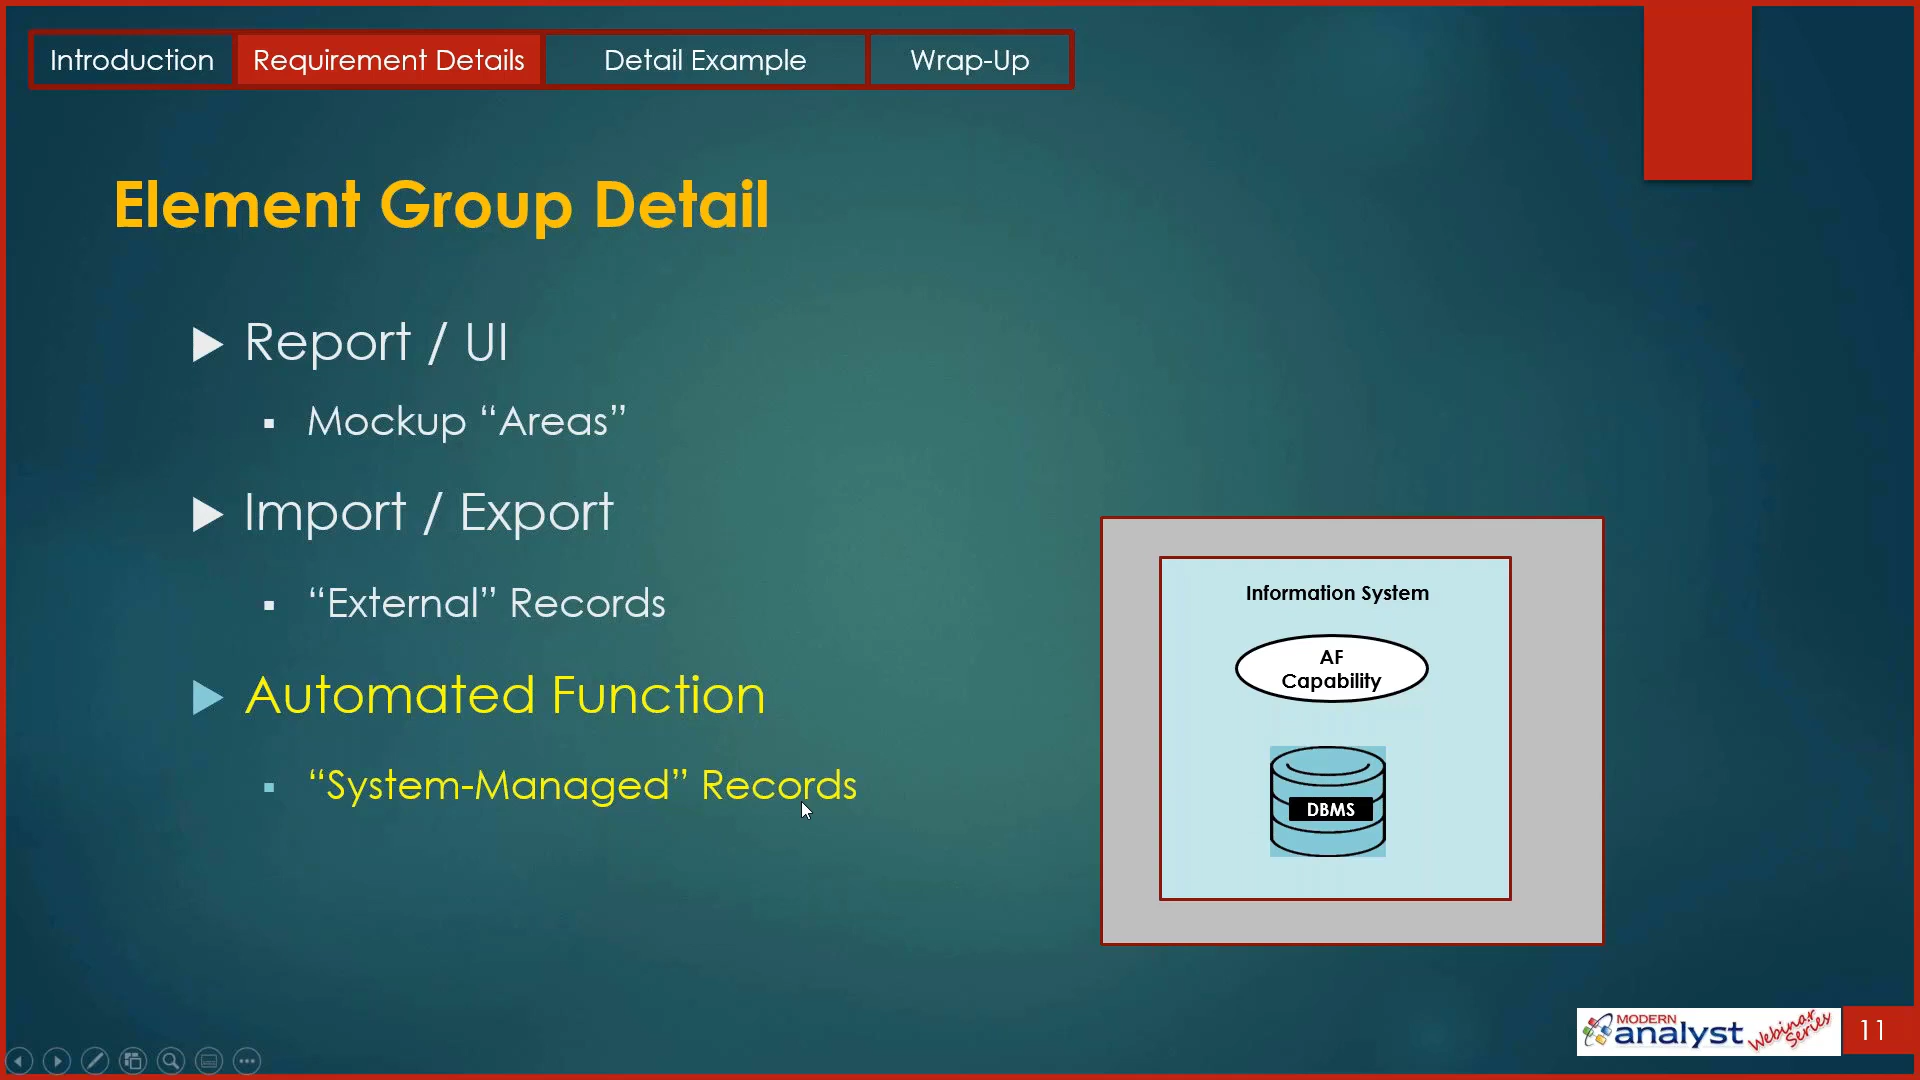 Introduction
Requirement Details
Detail Example
Wrap-Up
Element Group Detail
Report / UI
Mockup “Areas”
Import / Export
“External” Records
Automated Function
“System-Managed” Records
Information System
AF
Capability
DBMS
MODERN
analyst
Webinar
Series
11